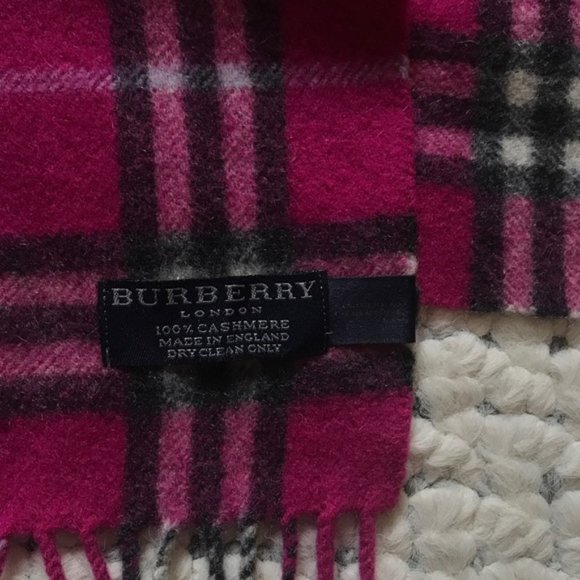 BURBERRY
LONDON
100% CASHMERE
MADE IN ENGLAND
DRY CLEAN ONLY